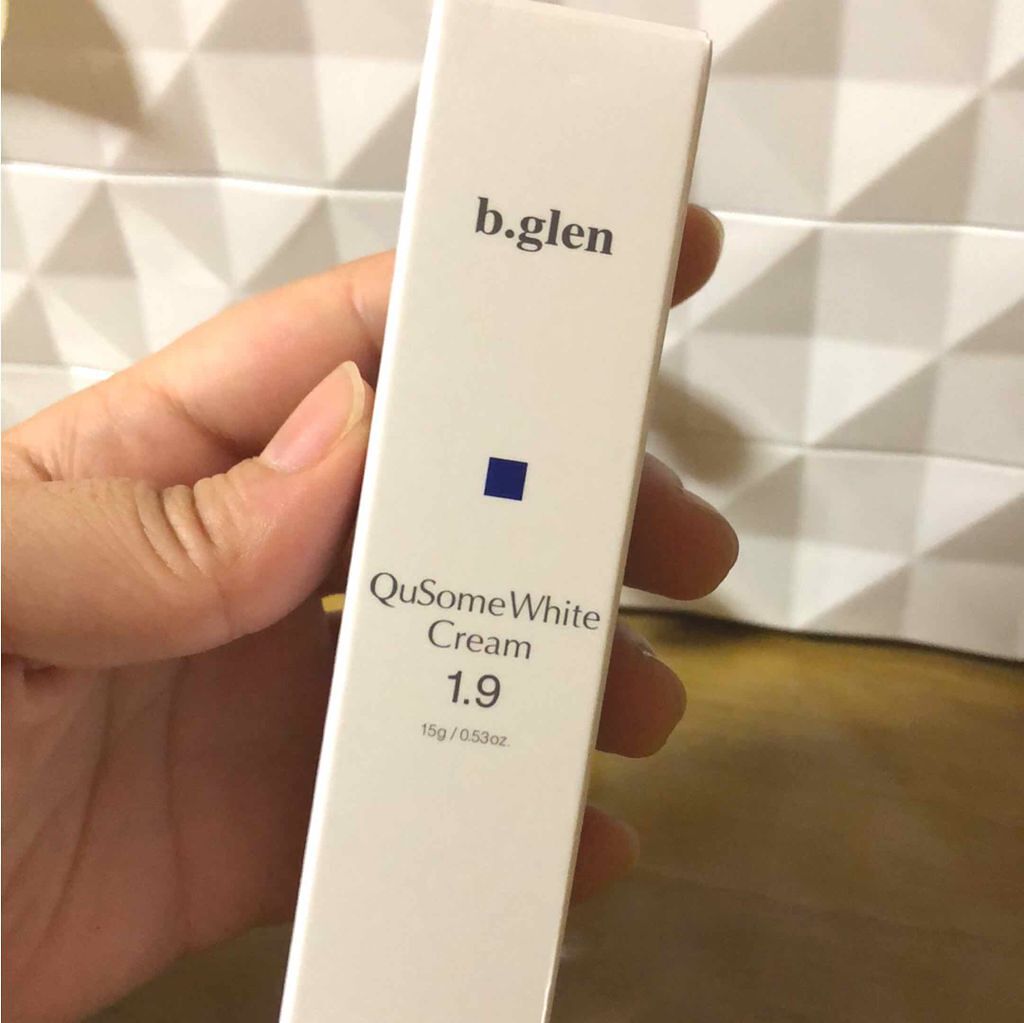 b.glen
QuSomeWhite
Cream
1.9
15g / 0.53oz.